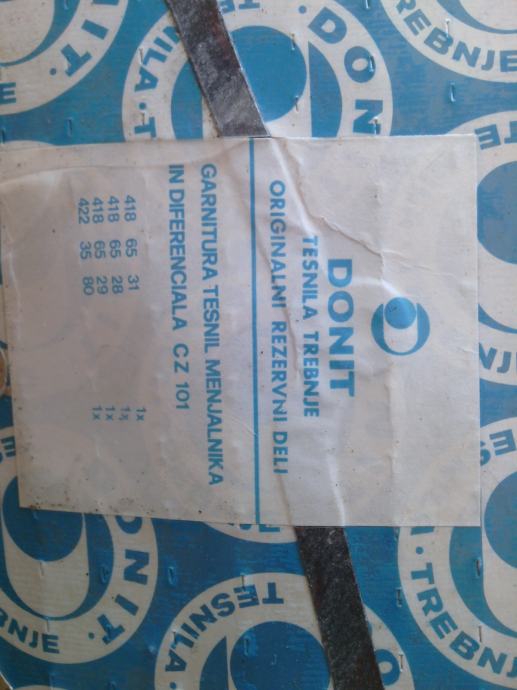 DONIT
TESNILA TREBNJE
ORIGINALNI REZERVNI DELI
GARNITURA TESNIL MENJALNIKA
IN DIFERENCIALA CZ 101
418 65 31 1x
418 65 28 1x
418 65 29 1x
422 35 80
DONIT · TESNILA · TREBNJE